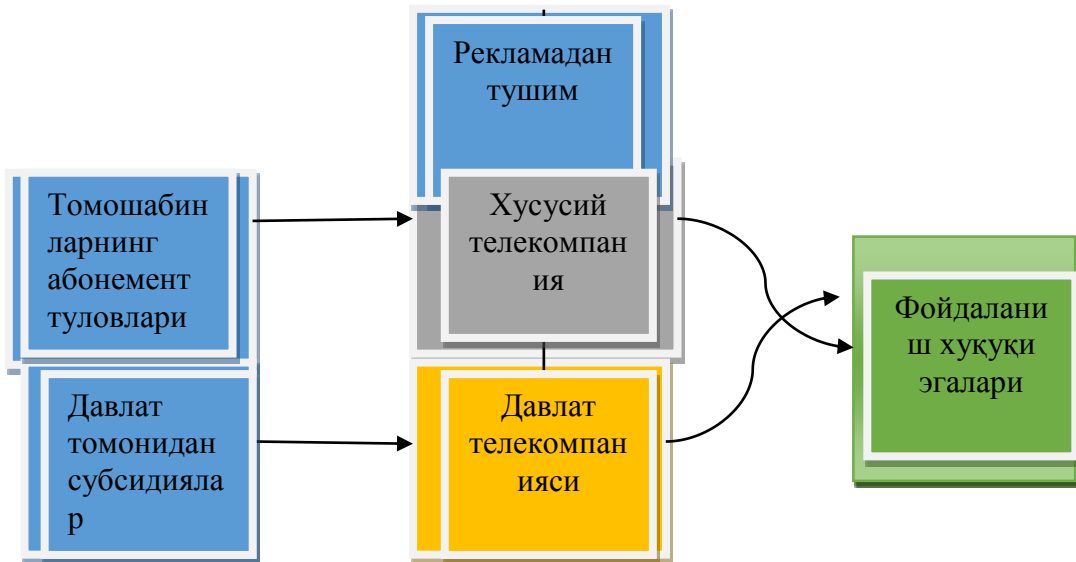 Рекламадан
тушим
Томошабин
ларнинг
абонемент
туловлари
Хусусий
телекомпан
ия
Фойдалани
ш хуқуқи
эгалари
Давлат
томонидан
субсидияла
р
Давлат
телекомпан
ияси